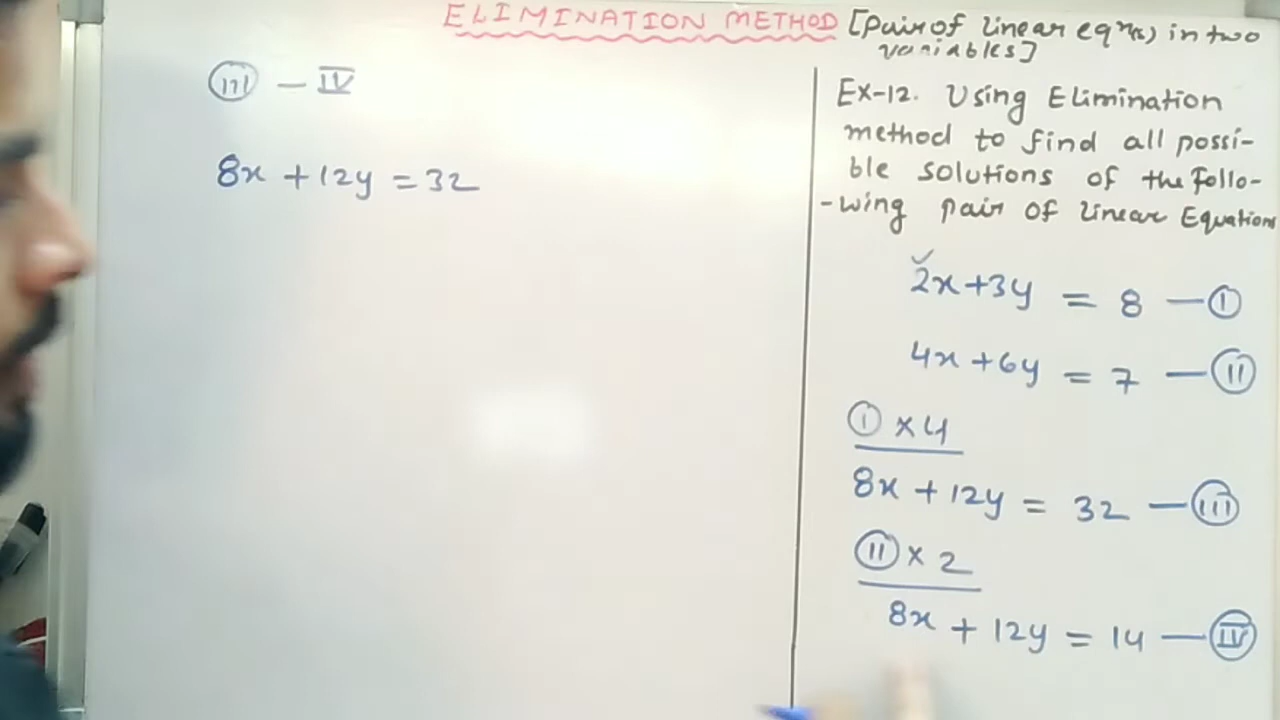 ELIMINATION METHOD [Pair of linear eqn(s) in two
variables]
III - IV
8x + 12y = 32
Ex-12. Using Elimination
method to find all possi-
ble solutions of the follo-
-wing pair of linear Equations
2x+3y = 8 — I
4x+6y = 7 — II
I × 4
8x + 12y = 32 — III
II × 2
8x + 12y = 14 — IV